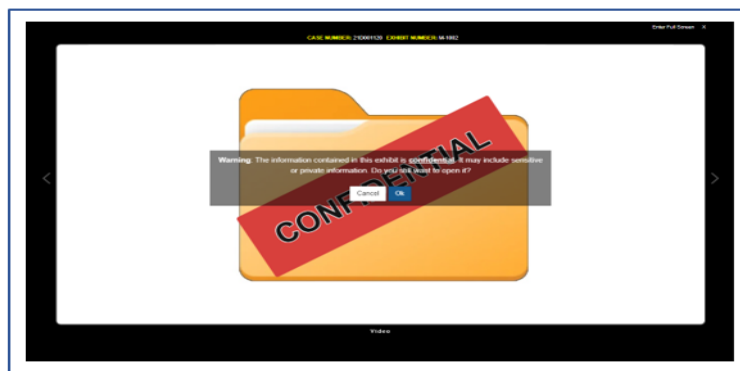 Enter Full Screen X
CASE NUMBER: 21D001120 EXHIBIT NUMBER: M-1002
CONFIDENTIAL
Warning: The information contained in this exhibit is confidential. It may include sensitive
or private information. Do you still want to open it?
Cancel Ok
Video